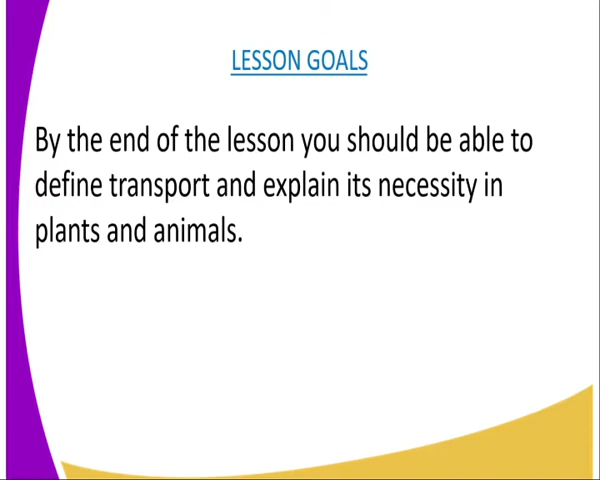 LESSON GOALS
By the end of the lesson you should be able to
define transport and explain its necessity in
plants and animals.